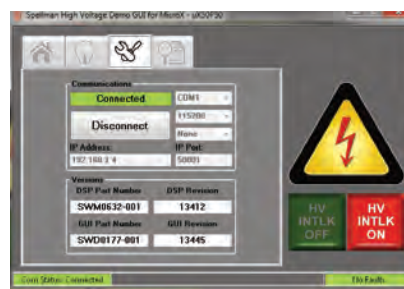 Spellman High Voltage Demo GUI for MicroX - uX50P50
Communications
Connected
COM1
Disconnect
115200
None
IP Address:
IP Port:
192.168.1.4
50001
Versions
DSP Part Number
DSP Revision
SWM0632-001
13412
GUI Part Number
GUI Revision
SWD0177-001
13445
HV
INTLK
OFF
HV
INTLK
ON
Com Status: Connected
No Faults